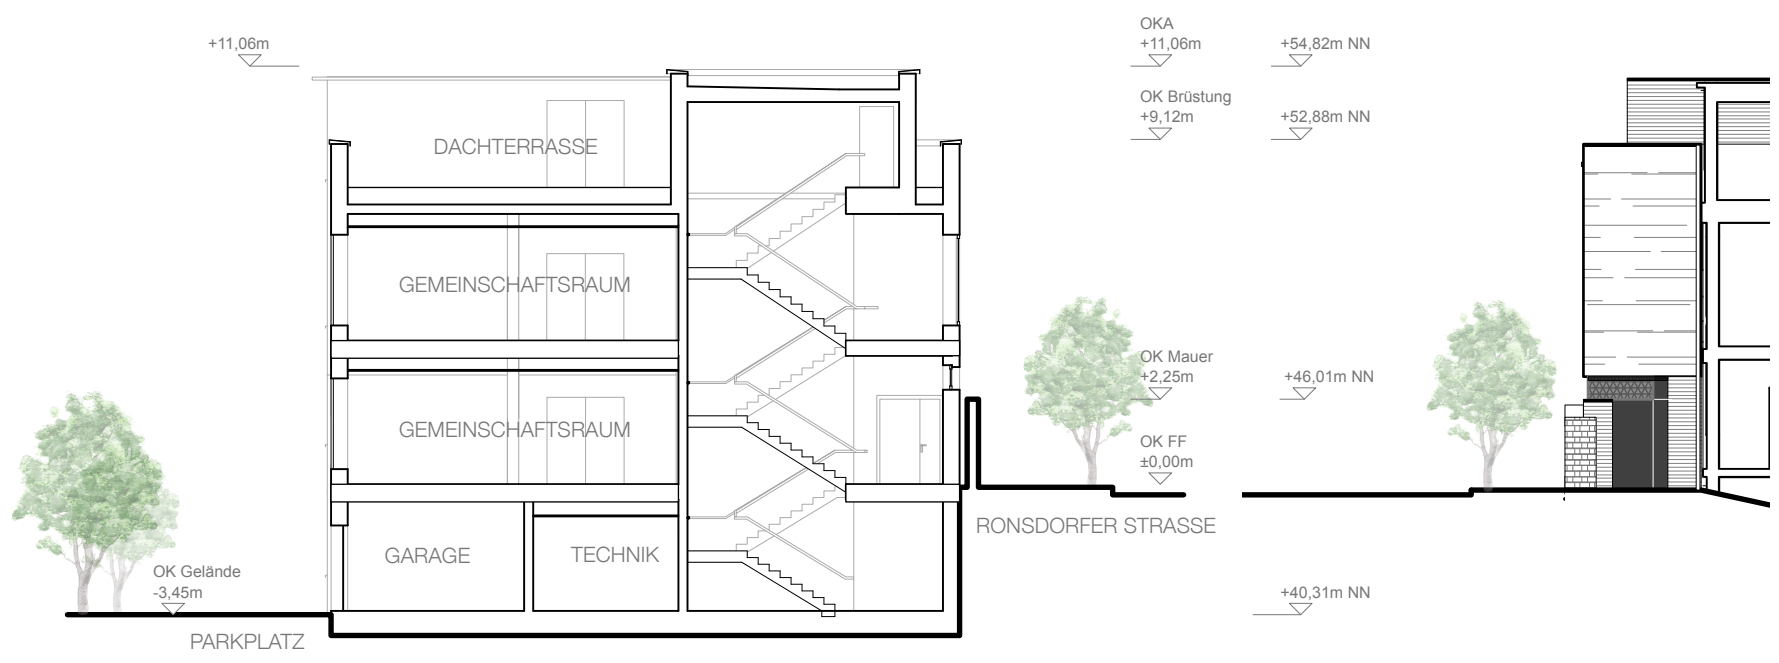 +11,06m
OKA
+11,06m
+54,82m NN
OK Brüstung
+9,12m
+52,88m NN
DACHTERRASSE
GEMEINSCHAFTSRAUM
OK Mauer
+2,25m
+46,01m NN
GEMEINSCHAFTSRAUM
OK FF
±0,00m
RONSDORFER STRASSE
GARAGE
TECHNIK
OK Gelände
-3,45m
+40,31m NN
PARKPLATZ